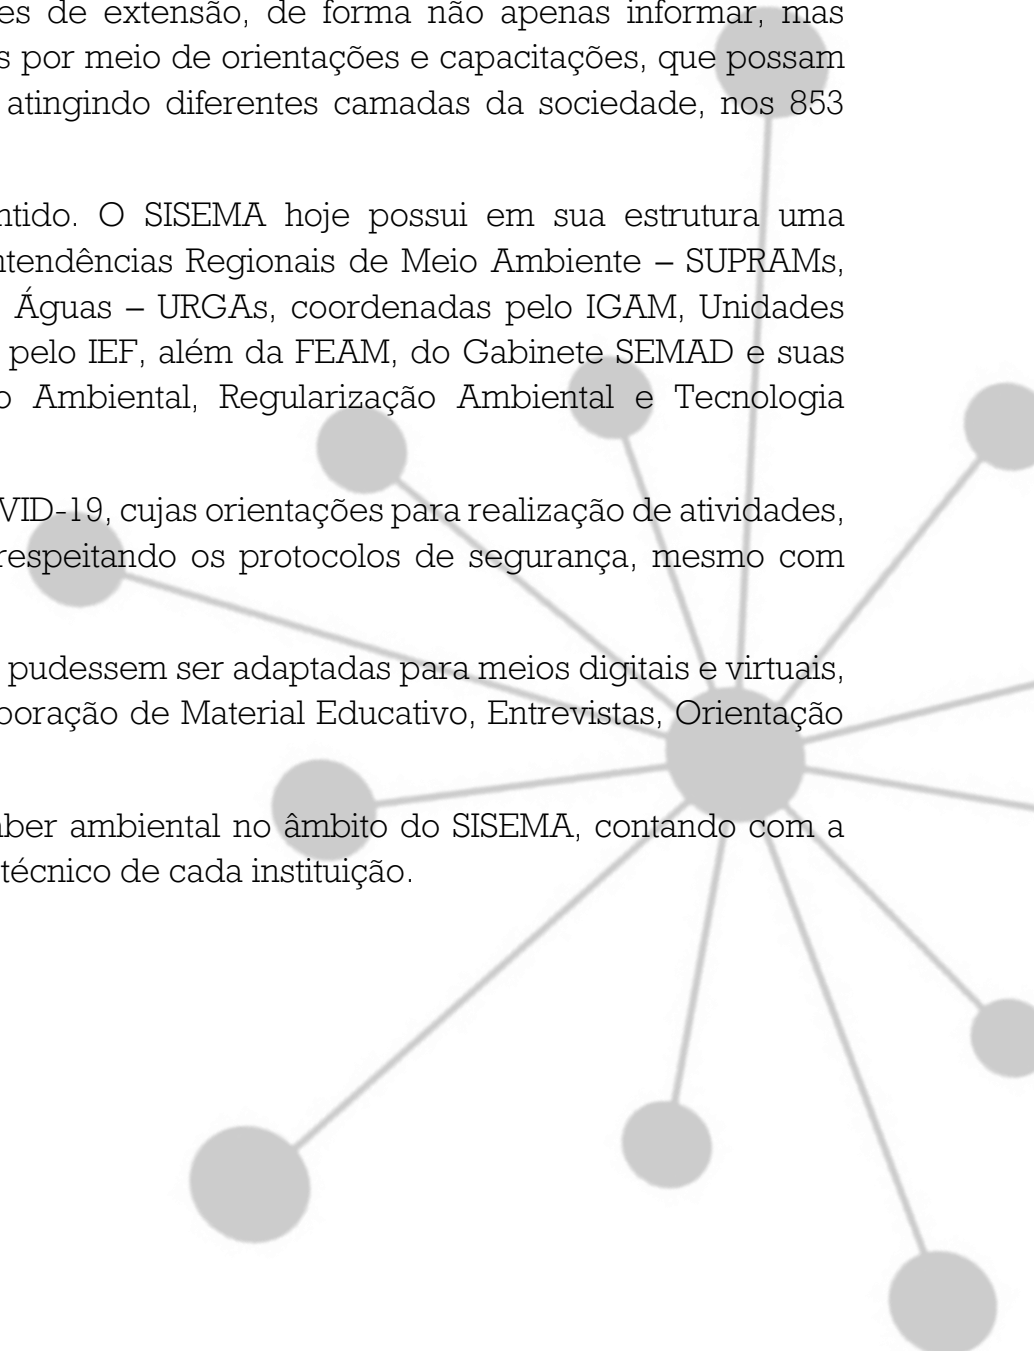 es de extensão, de forma não apenas informar, mas
s por meio de orientações e capacitações, que possam
atingindo diferentes camadas da sociedade, nos 853
ntido. O SISEMA hoje possui em sua estrutura uma
ntendências Regionais de Meio Ambiente – SUPRAMs,
Águas – URGAs, coordenadas pelo IGAM, Unidades
pelo IEF, além da FEAM, do Gabinete SEMAD e suas
o Ambiental, Regularização Ambiental e Tecnologia
VID-19, cujas orientações para realização de atividades,
respeitando os protocolos de segurança, mesmo com
pudessem ser adaptadas para meios digitais e virtuais,
boração de Material Educativo, Entrevistas, Orientação
aber ambiental no âmbito do SISEMA, contando com a
técnico de cada instituição.